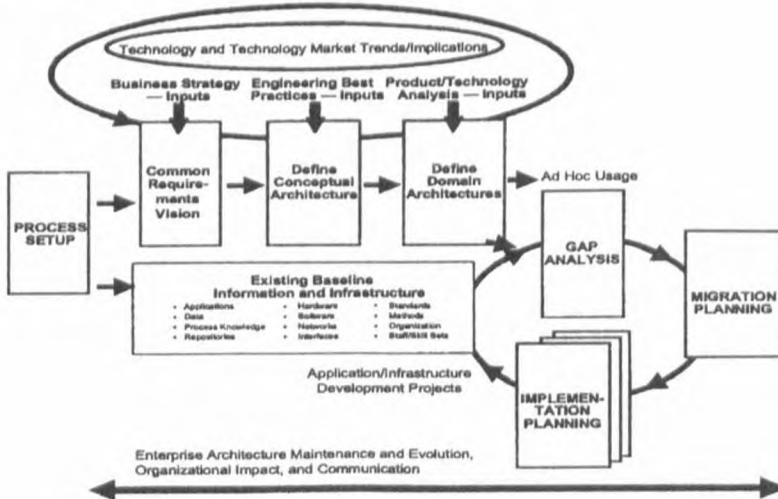 Technology and Technology Market Trends/Implications
Business Strategy
— Inputs
Engineering Best
Practices — Inputs
Product/Technology
Analysis — Inputs
PROCESS
SETUP
Common
Require-
ments
Vision
Define
Conceptual
Architecture
Define
Domain
Architectures
Ad Hoc Usage
GAP
ANALYSIS
MIGRATION
PLANNING
Existing Baseline
Information and Infrastructure
• Applications
• Data
• Process Knowledge
• Repositories
• Hardware
• Software
• Networks
• Interfaces
• Standards
• Methods
• Organization
• Staff/Skill Sets
Application/Infrastructure
Development Projects
IMPLEMEN-
TATION
PLANNING
Enterprise Architecture Maintenance and Evolution,
Organizational Impact, and Communication